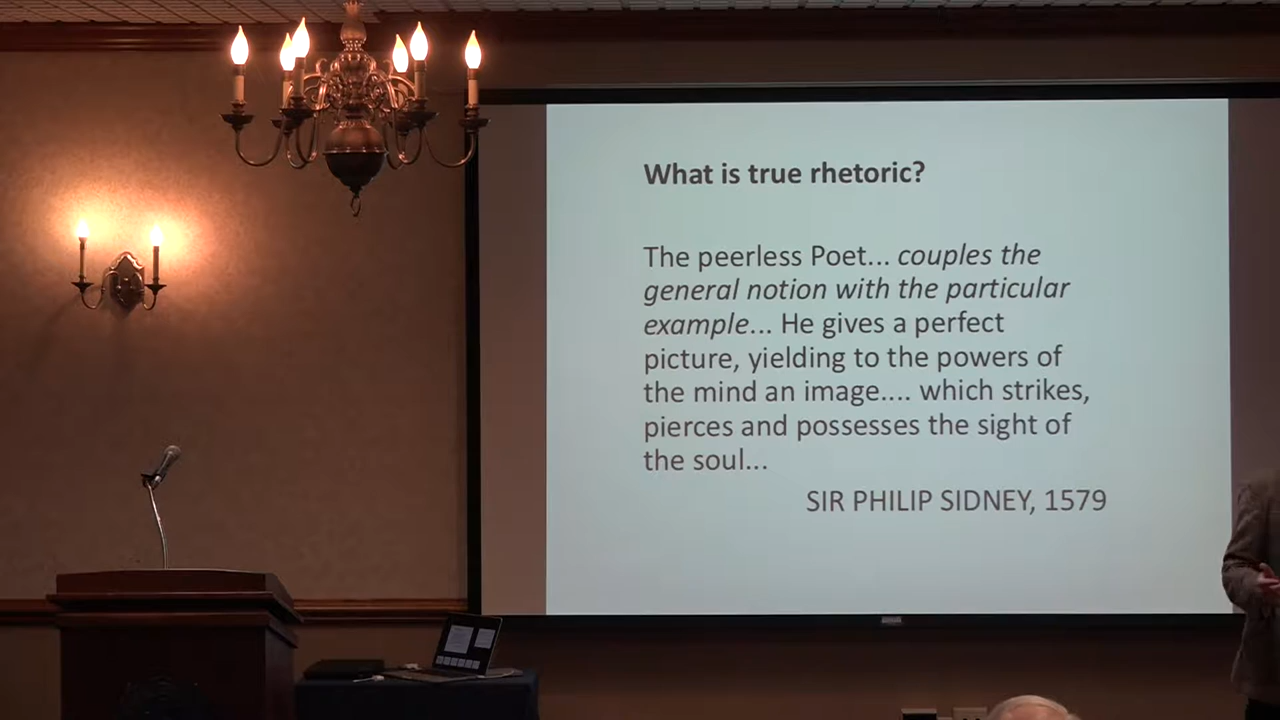 What is true rhetoric?
The peerless Poet... couples the
general notion with the particular
example... He gives a perfect
picture, yielding to the powers of
the mind an image.... which strikes,
pierces and possesses the sight of
the soul...
SIR PHILIP SIDNEY, 1579